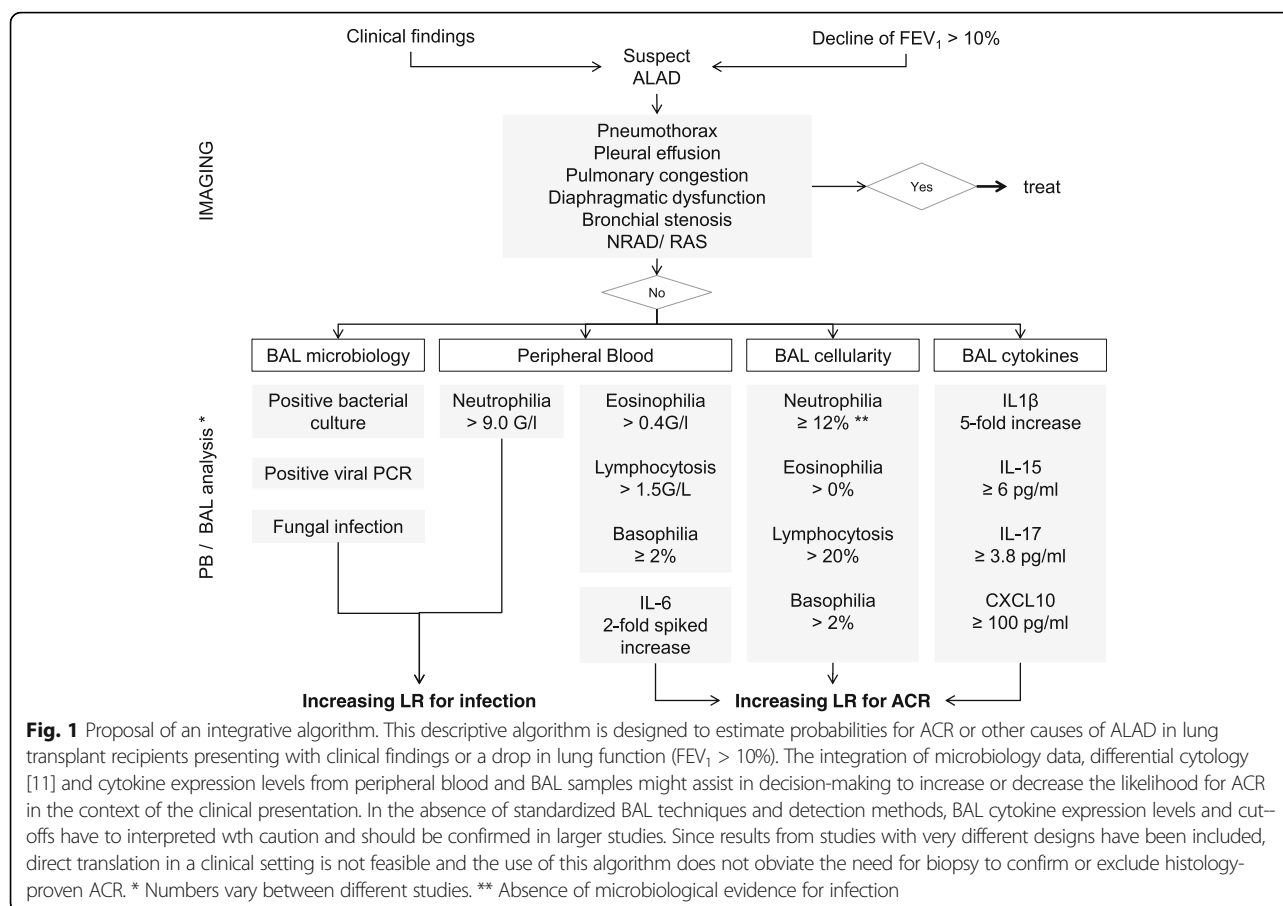 Clinical findings
Decline of FEV₁ > 10%
Suspect
ALAD
IMAGING
Pneumothorax
Pleural effusion
Pulmonary congestion
Diaphragmatic dysfunction
Bronchial stenosis
NRAD/ RAS
Yes
treat
No
PB / BAL analysis *
BAL microbiology
Peripheral Blood
BAL cellularity
BAL cytokines
Positive bacterial
culture
Positive viral PCR
Fungal infection
Neutrophilia
> 9.0 G/l
Eosinophilia
> 0.4G/l
Lymphocytosis
> 1.5G/L
Basophilia
≥ 2%
IL-6
2-fold spiked
increase
Neutrophilia
≥ 12% **
Eosinophilia
> 0%
Lymphocytosis
> 20%
Basophilia
> 2%
IL1β
5-fold increase
IL-15
≥ 6 pg/ml
IL-17
≥ 3.8 pg/ml
CXCL10
≥ 100 pg/ml
Increasing LR for infection
Increasing LR for ACR
Fig. 1 Proposal of an integrative algorithm. This descriptive algorithm is designed to estimate probabilities for ACR or other causes of ALAD in lung
transplant recipients presenting with clinical findings or a drop in lung function (FEV₁ > 10%). The integration of microbiology data, differential cytology
[11] and cytokine expression levels from peripheral blood and BAL samples might assist in decision-making to increase or decrease the likelihood for ACR
in the context of the clinical presentation. In the absence of standardized BAL techniques and detection methods, BAL cytokine expression levels and cut-
offs have to interpreted wth caution and should be confirmed in larger studies. Since results from studies with very different designs have been included,
direct translation in a clinical setting is not feasible and the use of this algorithm does not obviate the need for biopsy to confirm or exclude histology-
proven ACR. * Numbers vary between different studies. ** Absence of microbiological evidence for infection